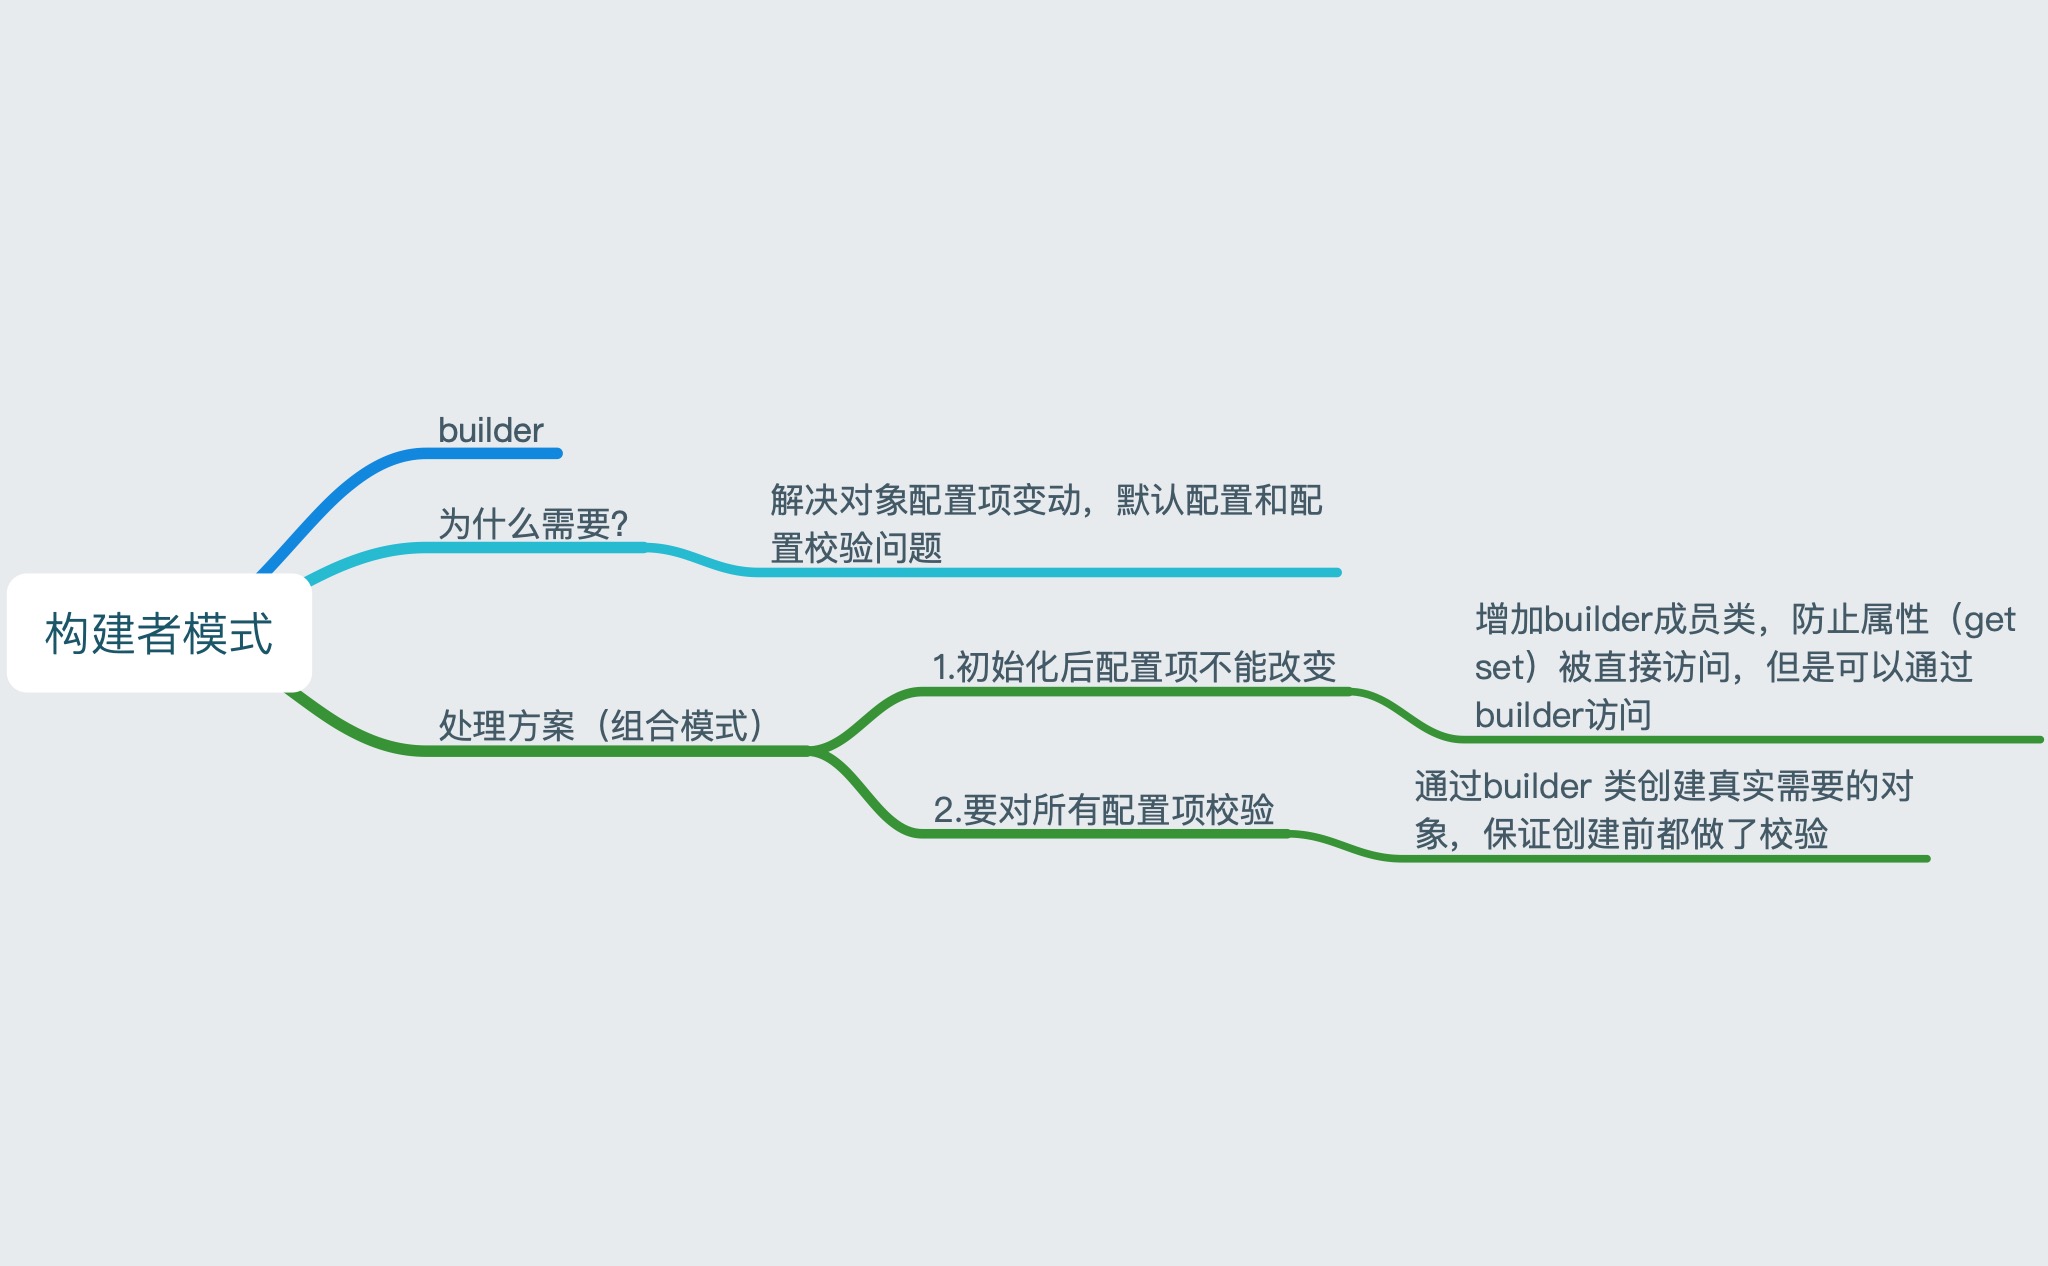 builder
为什么需要？
解决对象配置项变动，默认配置和配
置校验问题
构建者模式
处理方案（组合模式）
1.初始化后配置项不能改变
增加builder成员类，防止属性（get
set）被直接访问，但是可以通过
builder访问
2.要对所有配置项校验
通过builder 类创建真实需要的对
象，保证创建前都做了校验